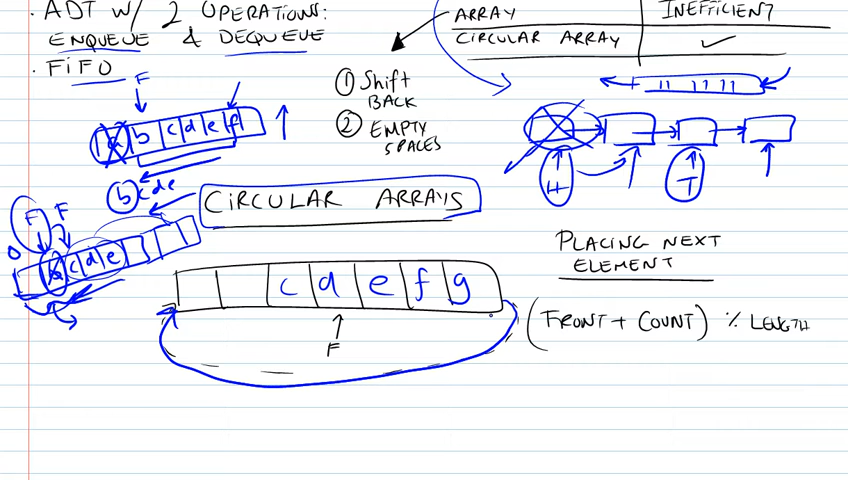 · ADT W/ 2 OPERATIONS:
ENQUEUE & DEQUEUE
· FIFO
F
a b c d e f
b c d e
① Shift
BACK
② EMPTY
SPACES
ARRAY INEFFICIENT
CIRCULAR ARRAY ✓
H T
CIRCULAR ARRAYS
F F
0
b c d e
c d e f g
F
PLACING NEXT
ELEMENT
(FRONT + COUNT) % LENGTH